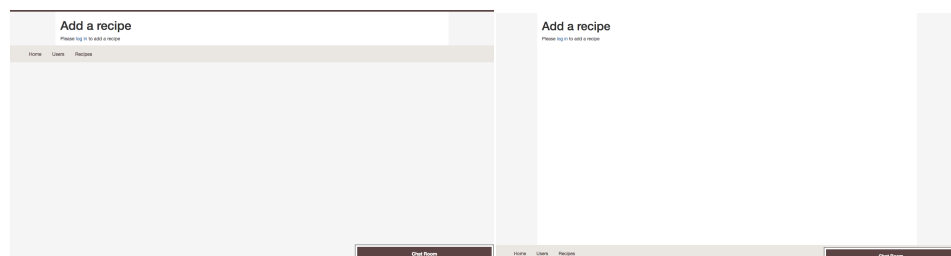 Add a recipe
Please log in to add a recipe
Home Users Recipes
Chat Room
Add a recipe
Please log in to add a recipe
Home Users Recipes
Chat Room